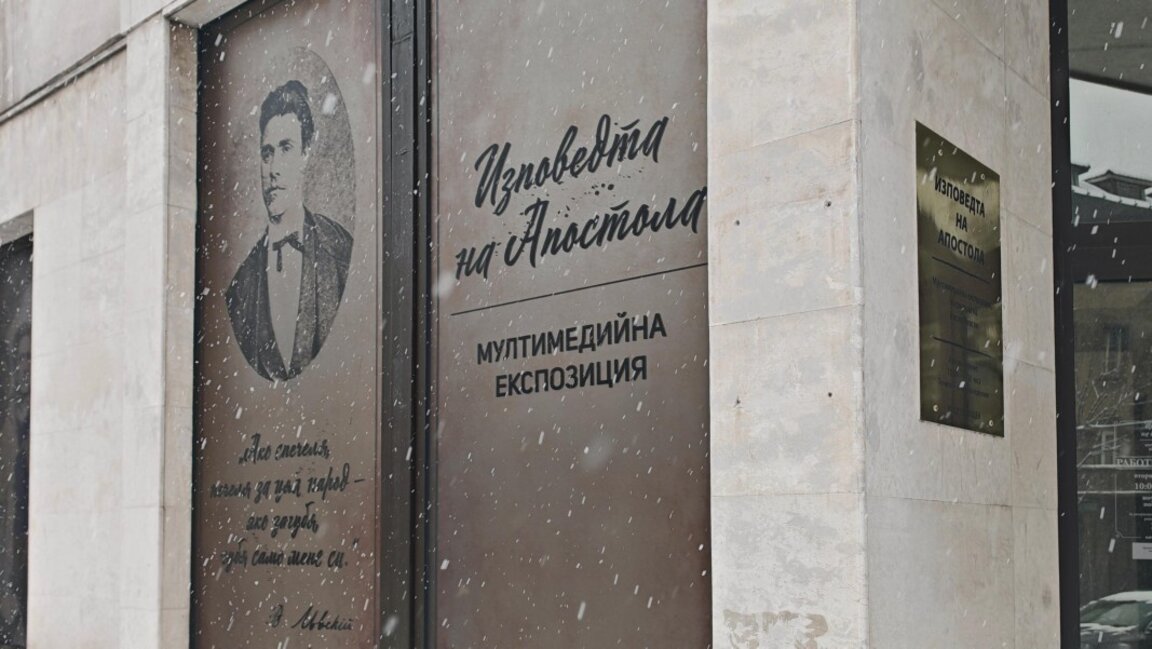 „Ако спечеля,
печеля за цял народ –
ако загубя,
губя само мене си.“
В. Лѣвскій
Изповедта
на Апостола
МУЛТИМЕДИЙНА
ЕКСПОЗИЦИЯ
ИЗПОВЕДТА
НА
АПОСТОЛА